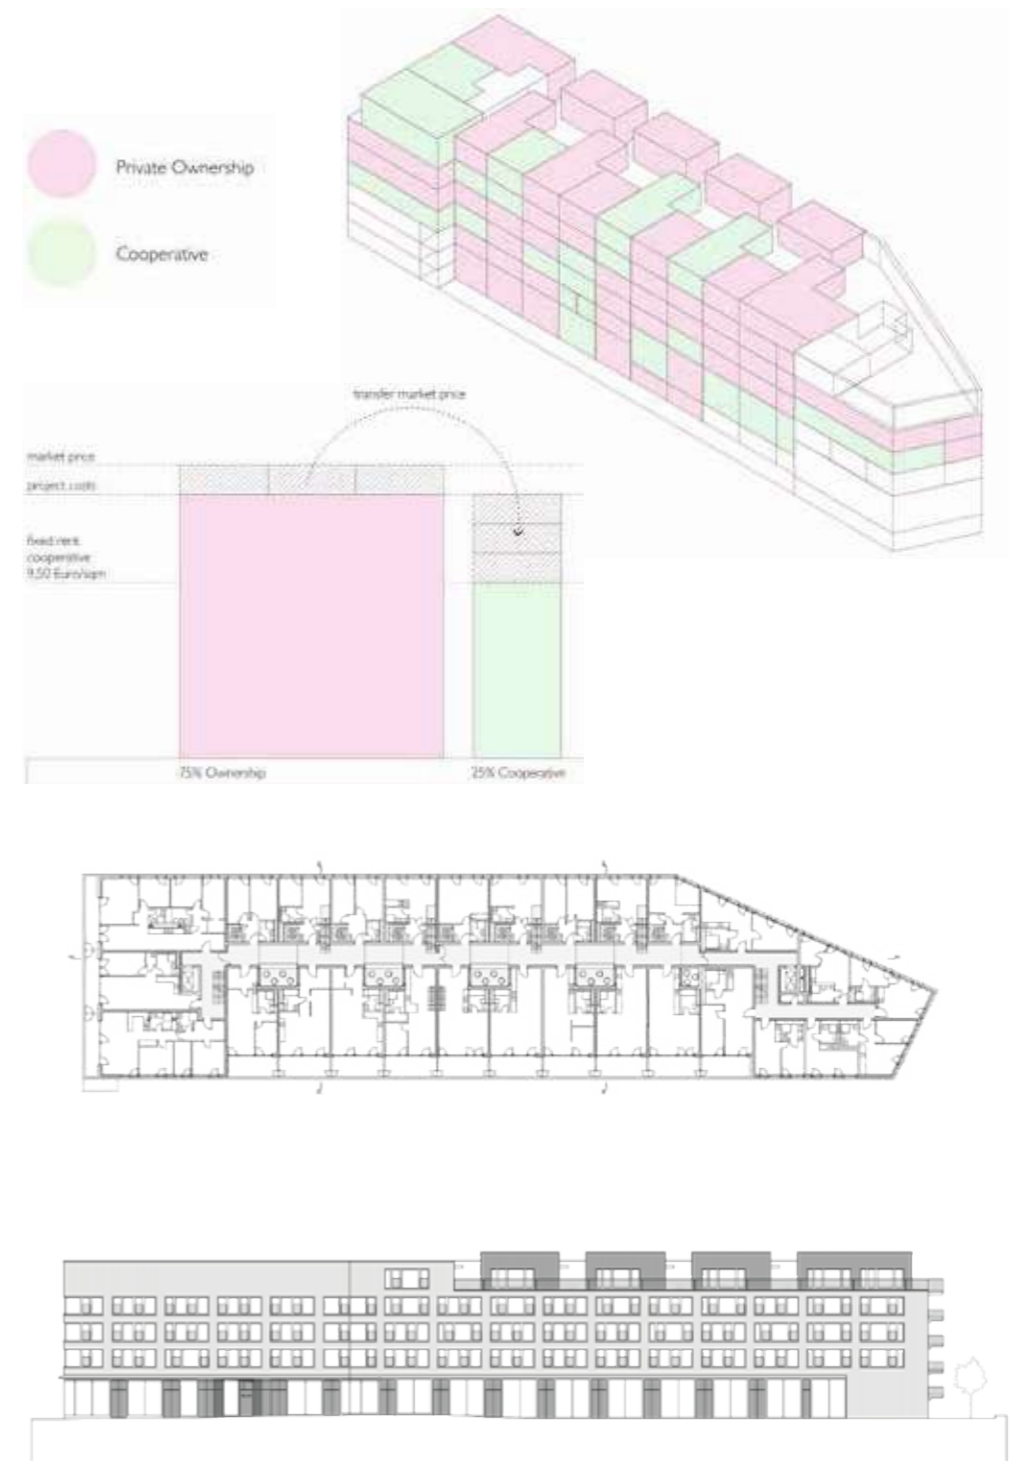 Private Ownership
Cooperative
transfer market price
market price
project costs
fixed rent
cooperative
9,50 Euro/sqm
75% Ownership
25% Cooperative